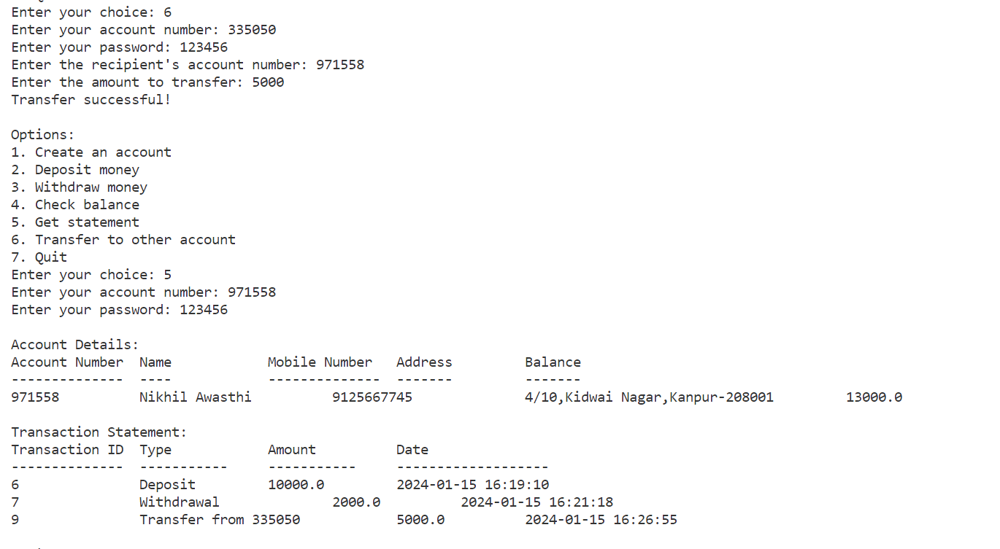 Enter your choice: 6
Enter your account number: 335050
Enter your password: 123456
Enter the recipient's account number: 971558
Enter the amount to transfer: 5000
Transfer successful!

Options:
1. Create an account
2. Deposit money
3. Withdraw money
4. Check balance
5. Get statement
6. Transfer to other account
7. Quit
Enter your choice: 5
Enter your account number: 971558
Enter your password: 123456

Account Details:
Account Number  Name            Mobile Number   Address         Balance
--------------  ----            --------------  -------         -------
971558          Nikhil Awasthi          9125667745              4/10,Kidwai Nagar,Kanpur-208001         13000.0

Transaction Statement:
Transaction ID  Type            Amount          Date
--------------  -----------     -----------     -------------------
6               Deposit         10000.0         2024-01-15 16:19:10
7               Withdrawal              2000.0          2024-01-15 16:21:18
9               Transfer from 335050            5000.0          2024-01-15 16:26:55